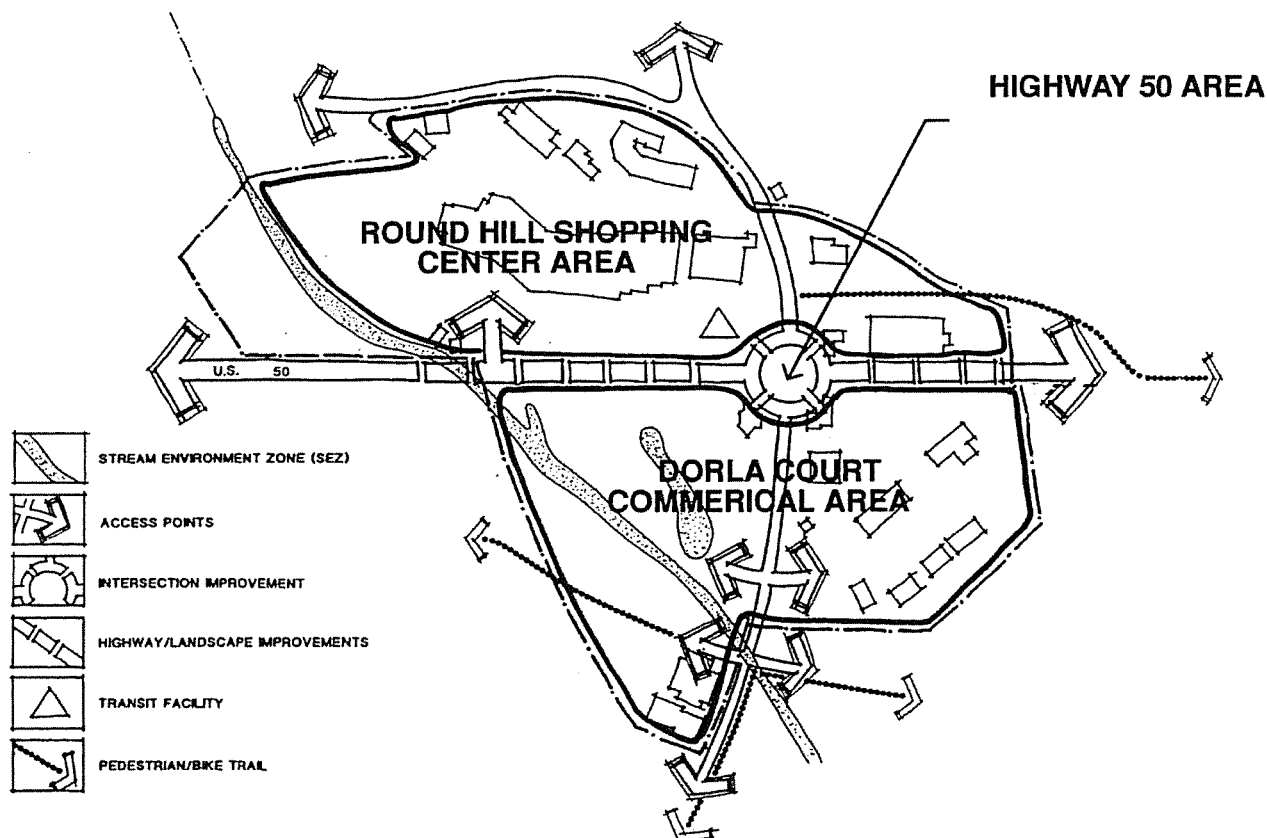 HIGHWAY 50 AREA
ROUND HILL SHOPPING
CENTER AREA
U.S. 50
DORLA COURT
COMMERICAL AREA
STREAM ENVIRONMENT ZONE (SEZ)
ACCESS POINTS
INTERSECTION IMPROVEMENT
HIGHWAY/LANDSCAPE IMPROVEMENTS
TRANSIT FACILITY
PEDESTRIAN/BIKE TRAIL